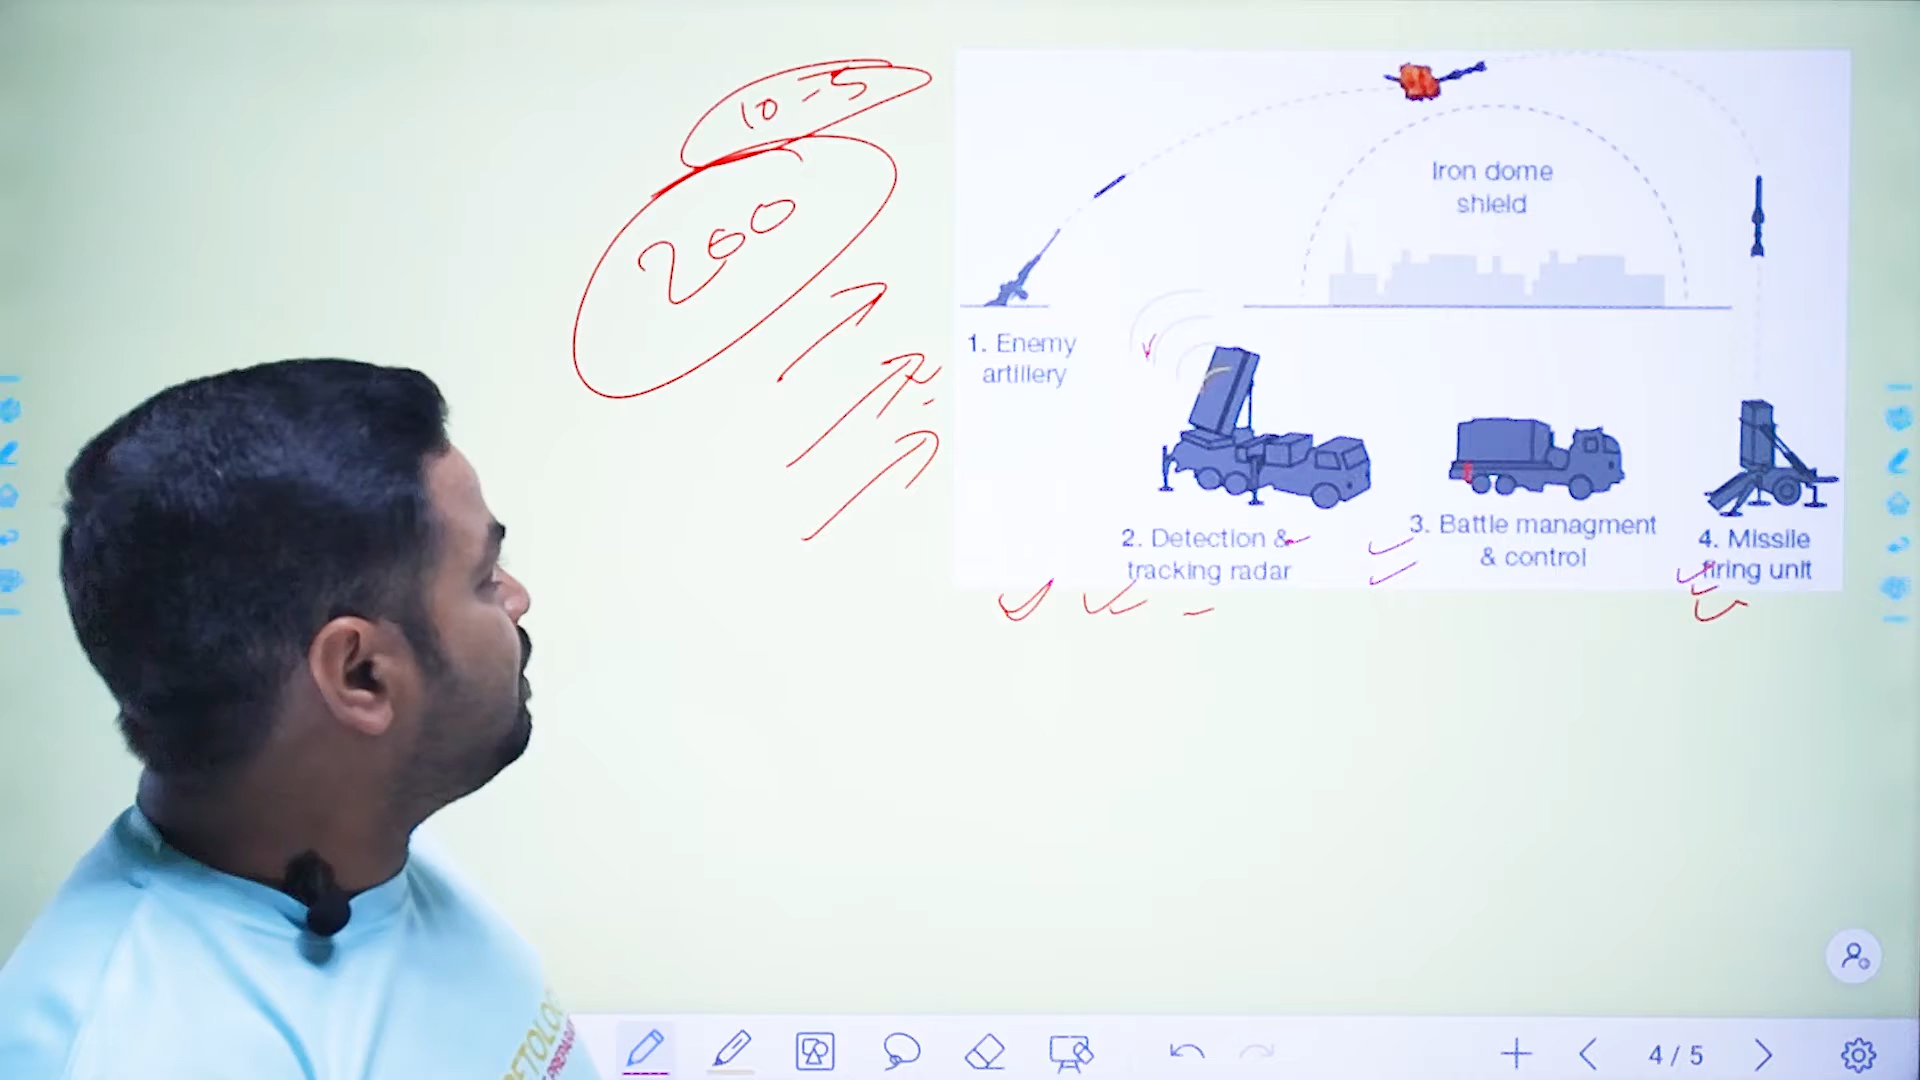 10-5
200
Iron dome
shield
1. Enemy
artillery
2. Detection &
tracking radar
3. Battle managment
& control
4. Missile
firing unit
4 / 5